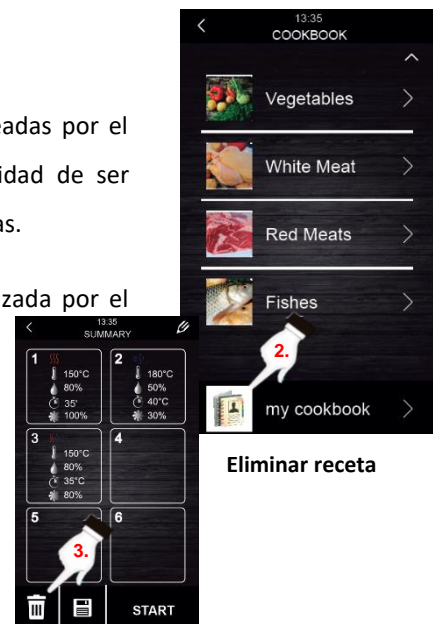 13:35
COOKBOOK
Vegetables
White Meat
Red Meats
Fishes
2.
my cookbook
eadas por el
idad de ser
as.
zada por el
13:35
SUMMARY
1
150°C
80%
35'
100%
2
180°C
50%
40°C
30%
3
150°C
80%
35°C
80%
4
5
6
3.
START
Eliminar receta